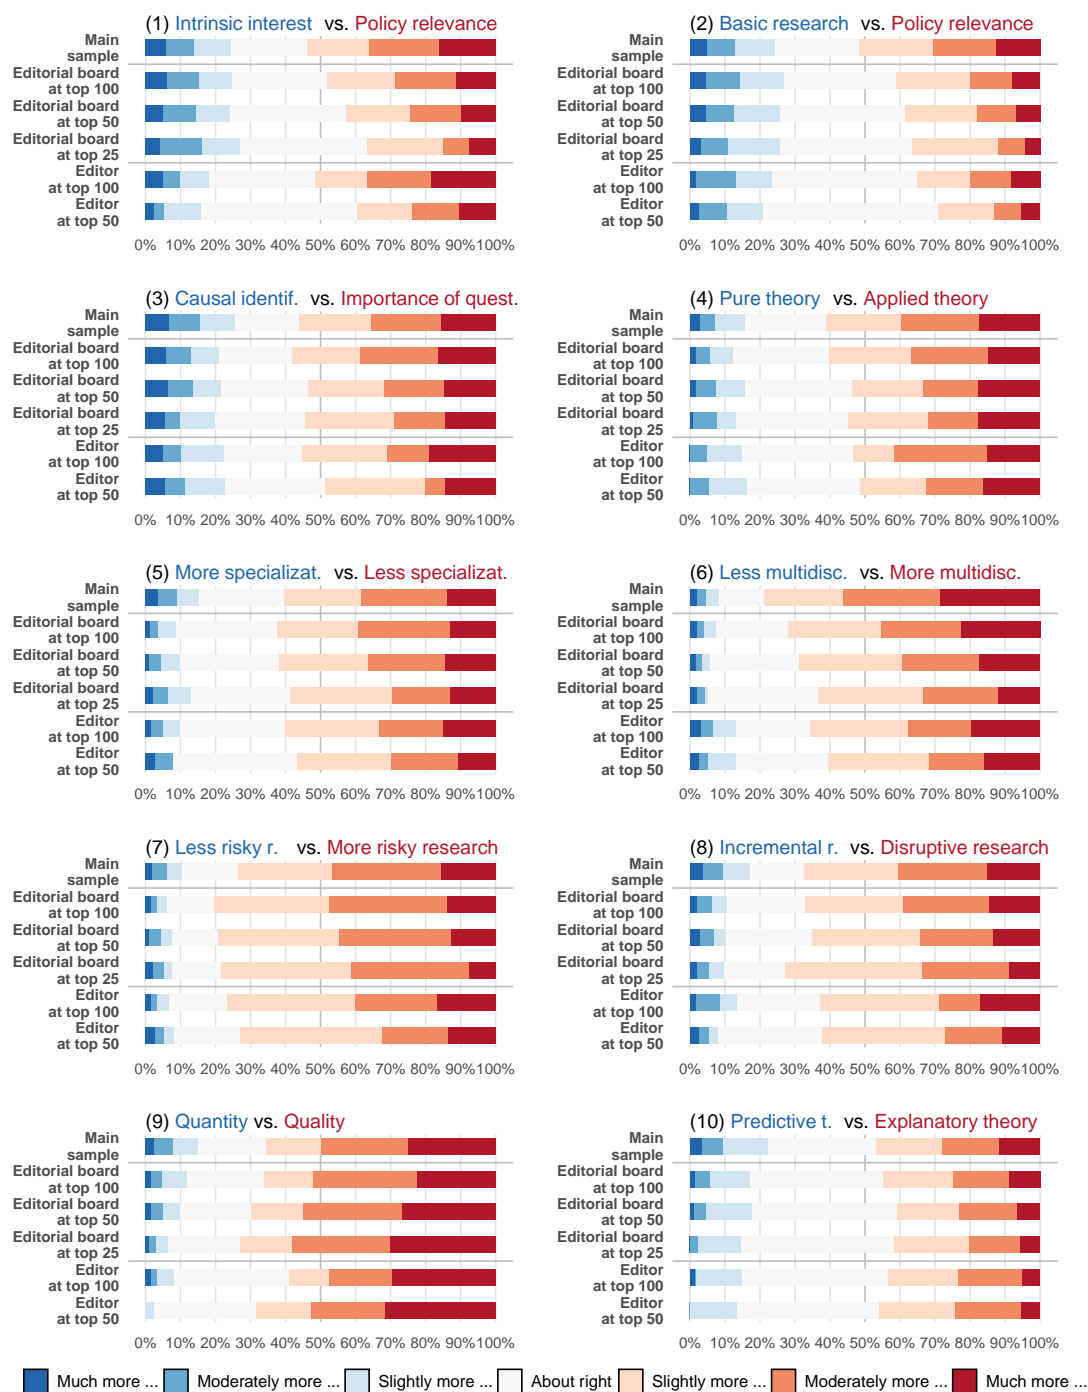 (1) Intrinsic interest vs. Policy relevance
Main
sample
Editorial board
at top 100
Editorial board
at top 50
Editorial board
at top 25
Editor
at top 100
Editor
at top 50
0% 10% 20% 30% 40% 50% 60% 70% 80% 90%100%
(2) Basic research vs. Policy relevance
Main
sample
Editorial board
at top 100
Editorial board
at top 50
Editorial board
at top 25
Editor
at top 100
Editor
at top 50
0% 10% 20% 30% 40% 50% 60% 70% 80% 90%100%
(3) Causal identif. vs. Importance of quest.
Main
sample
Editorial board
at top 100
Editorial board
at top 50
Editorial board
at top 25
Editor
at top 100
Editor
at top 50
0% 10% 20% 30% 40% 50% 60% 70% 80% 90%100%
(4) Pure theory vs. Applied theory
Main
sample
Editorial board
at top 100
Editorial board
at top 50
Editorial board
at top 25
Editor
at top 100
Editor
at top 50
0% 10% 20% 30% 40% 50% 60% 70% 80% 90%100%
(5) More specializat. vs. Less specializat.
Main
sample
Editorial board
at top 100
Editorial board
at top 50
Editorial board
at top 25
Editor
at top 100
Editor
at top 50
0% 10% 20% 30% 40% 50% 60% 70% 80% 90%100%
(6) Less multidisc. vs. More multidisc.
Main
sample
Editorial board
at top 100
Editorial board
at top 50
Editorial board
at top 25
Editor
at top 100
Editor
at top 50
0% 10% 20% 30% 40% 50% 60% 70% 80% 90%100%
(7) Less risky r. vs. More risky research
Main
sample
Editorial board
at top 100
Editorial board
at top 50
Editorial board
at top 25
Editor
at top 100
Editor
at top 50
0% 10% 20% 30% 40% 50% 60% 70% 80% 90%100%
(8) Incremental r. vs. Disruptive research
Main
sample
Editorial board
at top 100
Editorial board
at top 50
Editorial board
at top 25
Editor
at top 100
Editor
at top 50
0% 10% 20% 30% 40% 50% 60% 70% 80% 90%100%
(9) Quantity vs. Quality
Main
sample
Editorial board
at top 100
Editorial board
at top 50
Editorial board
at top 25
Editor
at top 100
Editor
at top 50
0% 10% 20% 30% 40% 50% 60% 70% 80% 90%100%
(10) Predictive t. vs. Explanatory theory
Main
sample
Editorial board
at top 100
Editorial board
at top 50
Editorial board
at top 25
Editor
at top 100
Editor
at top 50
0% 10% 20% 30% 40% 50% 60% 70% 80% 90%100%
Much more ... Moderately more ... Slightly more ... About right Slightly more ... Moderately more ... Much more ...